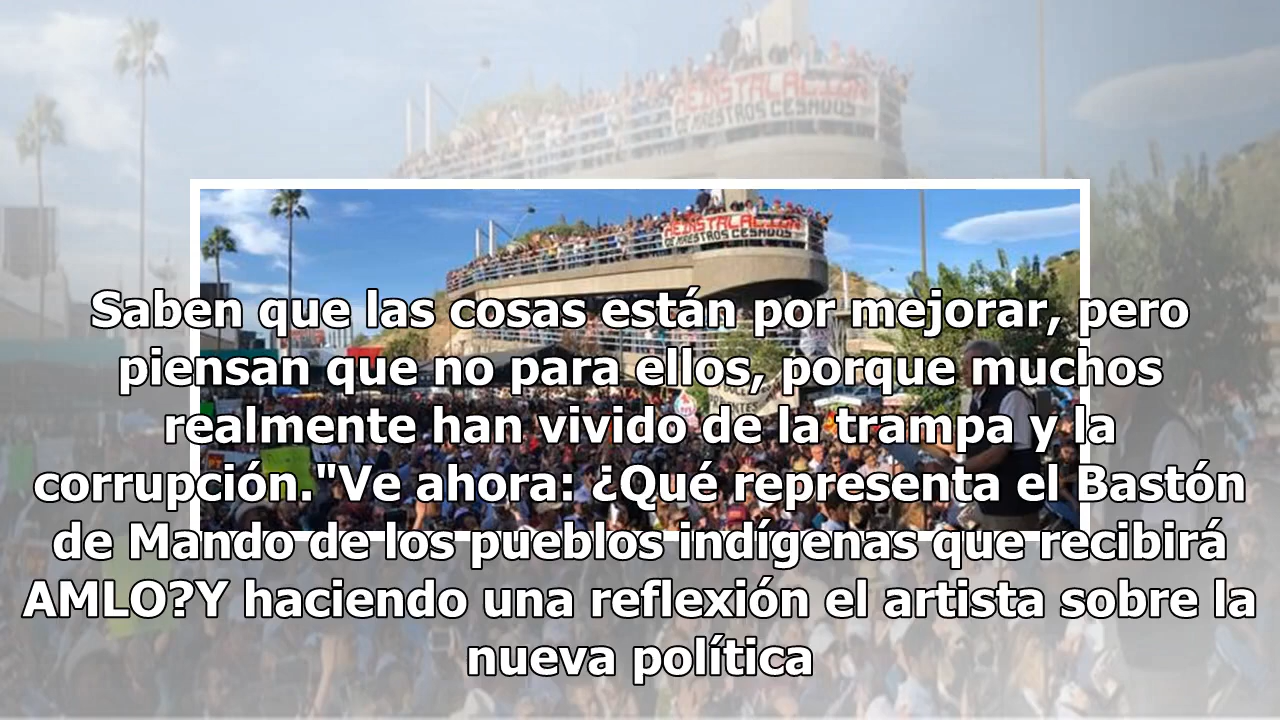 REINSTALACION
DE MAESTROS CESADOS
Saben que las cosas están por mejorar, pero
piensan que no para ellos, porque muchos
realmente han vivido de la trampa y la
corrupción."Ve ahora: ¿Qué representa el Bastón
de Mando de los pueblos indígenas que recibirá
AMLO?Y haciendo una reflexión el artista sobre la
nueva política